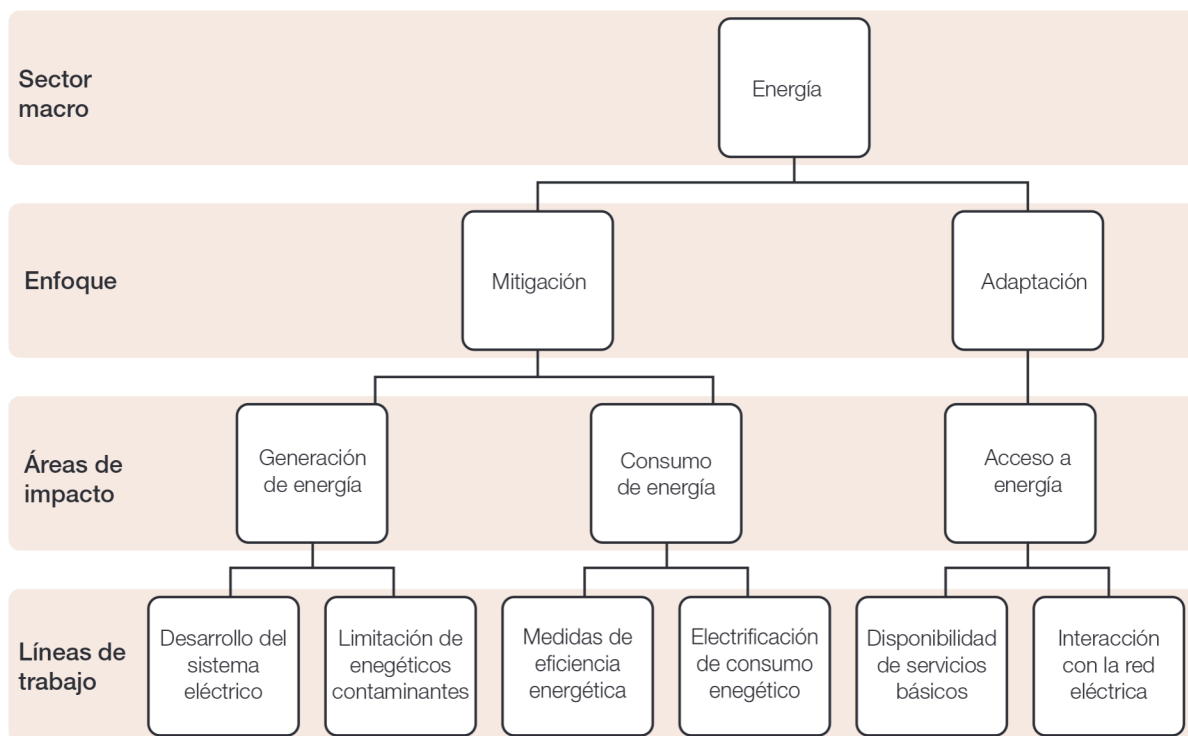 Sector
macro
Energía
Enfoque
Mitigación
Adaptación
Áreas de
impacto
Generación
de energía
Consumo
de energía
Acceso a
energía
Líneas de
trabajo
Desarrollo del
sistema
eléctrico
Limitación de
enegéticos
contaminantes
Medidas de
eficiencia
energética
Electrificación
de consumo
enegético
Disponibilidad
de servicios
básicos
Interacción
con la red
eléctrica